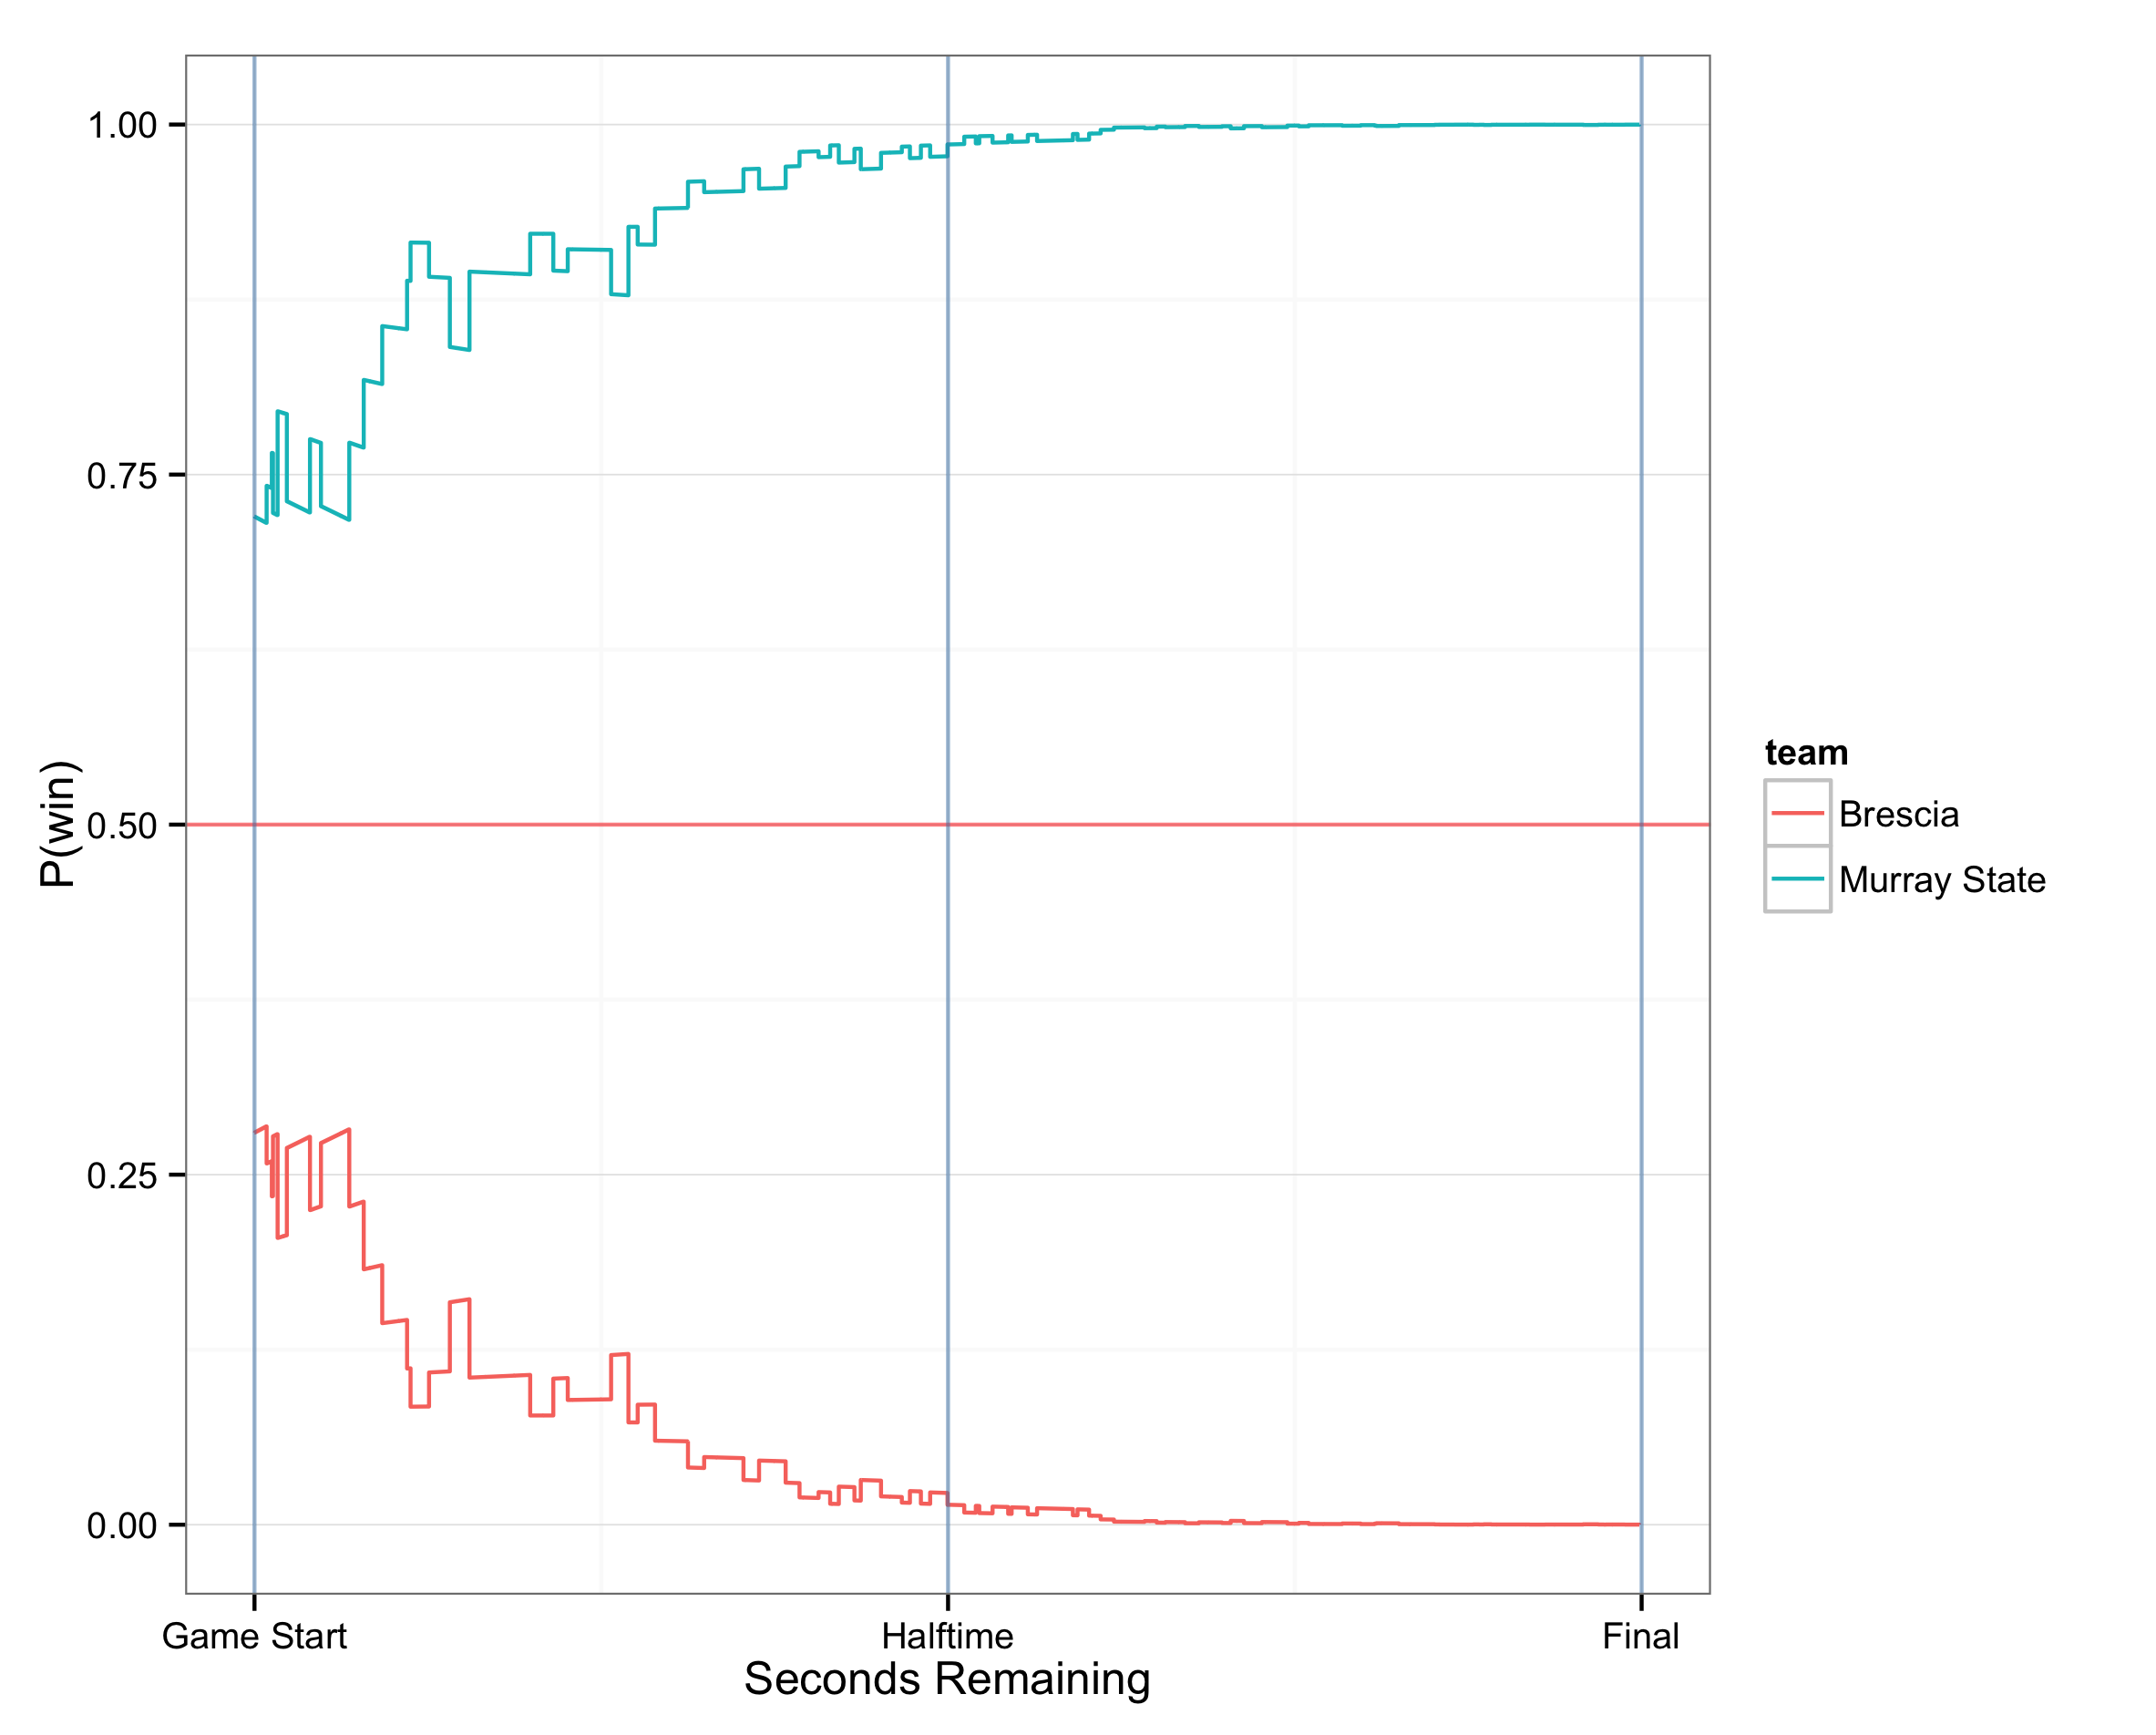 1.00
0.75
0.50
0.25
0.00
P(win)
Game Start
Halftime
Final
Seconds Remaining
team
Brescia
Murray State